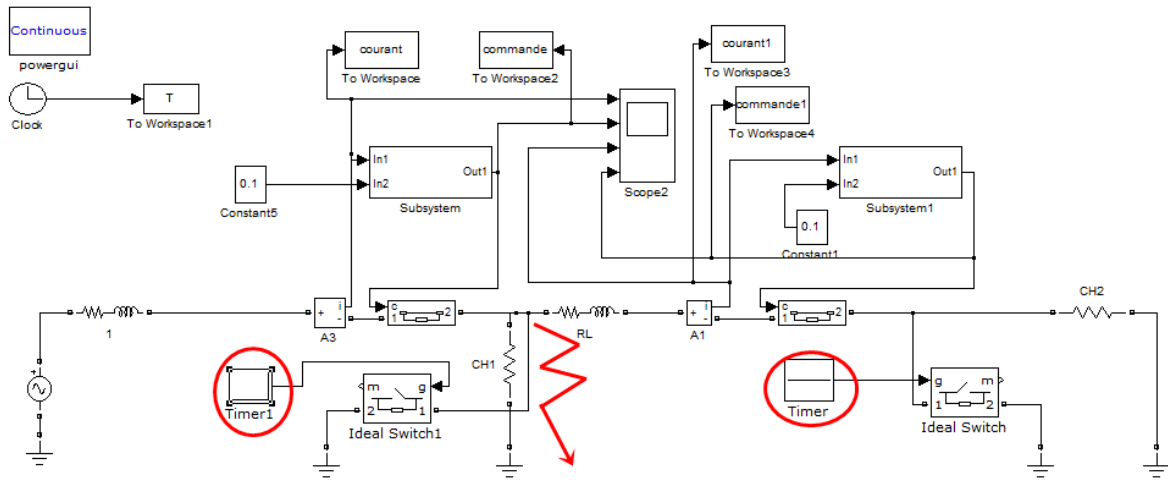 Continuous
powergui
Clock
T
To Workspace1
courant
To Workspace
commande
To Workspace2
courant1
To Workspace3
commande1
To Workspace4
Scope2
0.1
Constant5
In1
In2
Out1
Subsystem
In1
In2
Out1
Subsystem1
0.1
Constant1
1
+
i
-
A3
c
1
2
RL
+
i
-
A1
c
1
2
CH2
+
Timer1
m
g
2
1
Ideal Switch1
CH1
Timer
g
m
1
2
Ideal Switch